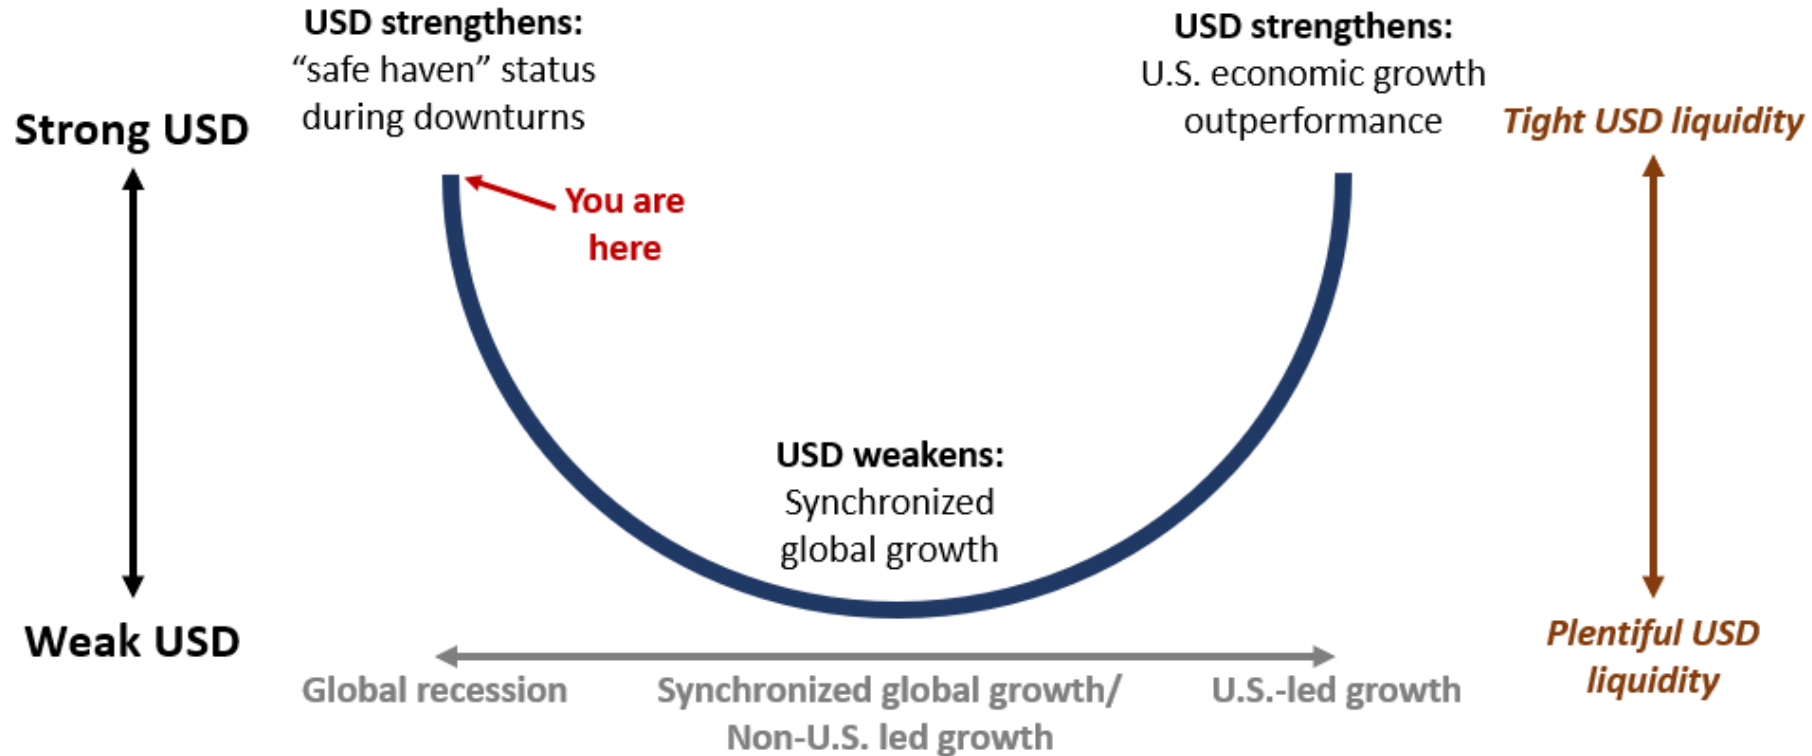 USD strengthens:
“safe haven” status
during downturns
USD strengthens:
U.S. economic growth
outperformance
Strong USD
Tight USD liquidity
You are
here
USD weakens:
Synchronized
global growth
Weak USD
Plentiful USD
liquidity
Global recession
Synchronized global growth/
Non-U.S. led growth
U.S.-led growth